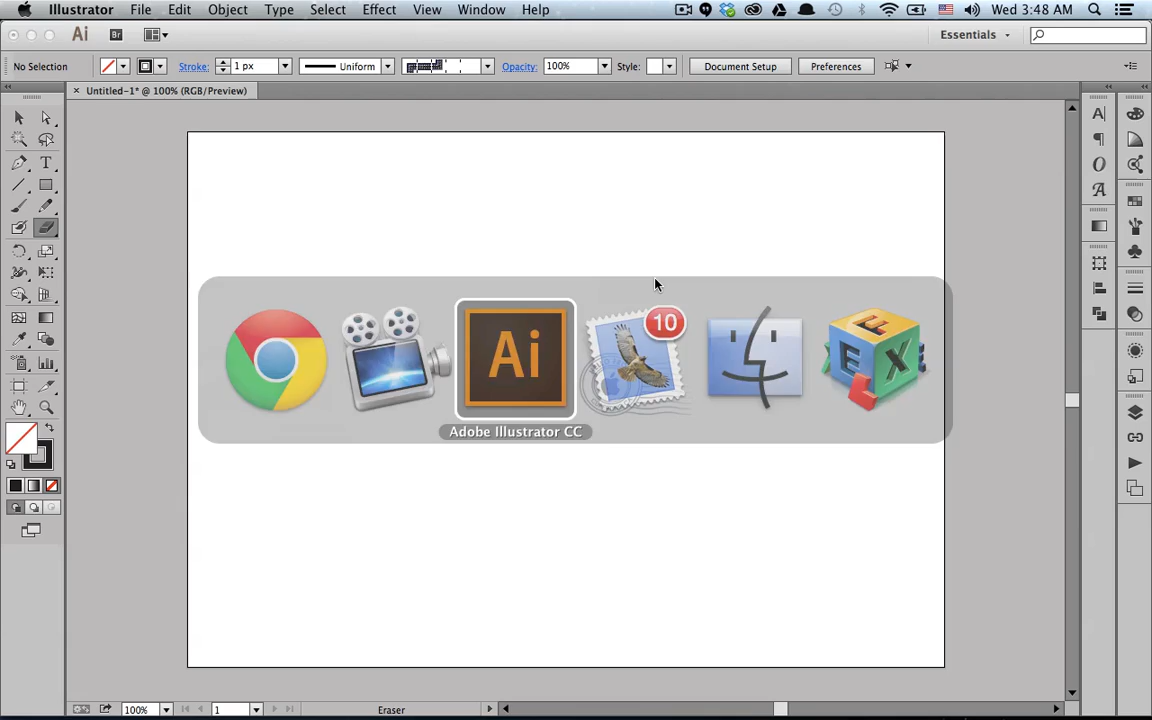 Illustrator File Edit Object Type Select Effect View Window Help Wed 3:48 AM
Ai Br Essentials
No Selection Stroke: 1 px Uniform Opacity: 100% Style: Document Setup Preferences
Untitled-1* @ 100% (RGB/Preview)
Ai
10
F
E X
L
Adobe Illustrator CC
100% 1 Eraser